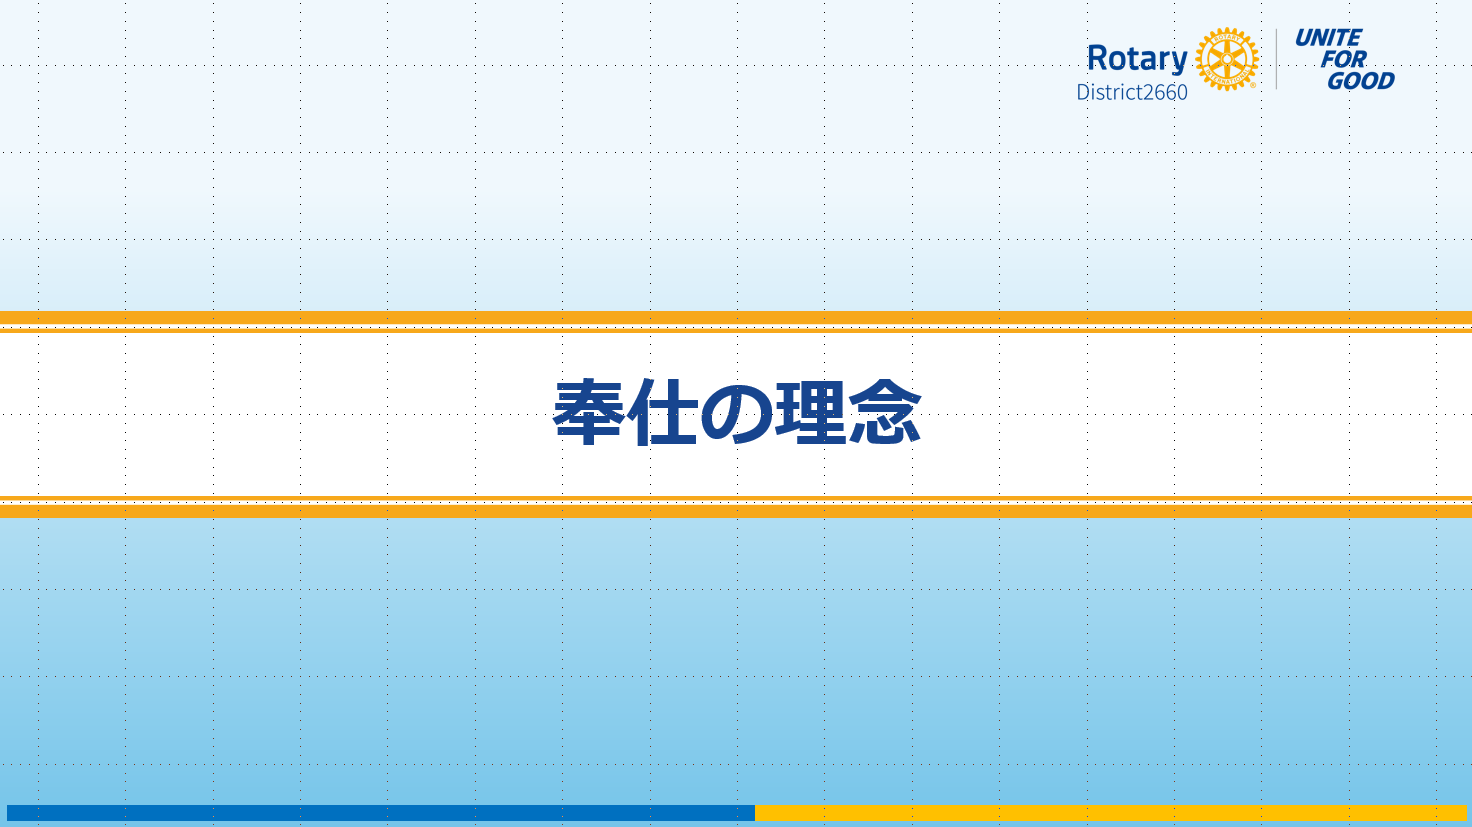 Rotary
District2660
UNITE
FOR
GOOD
奉仕の理念